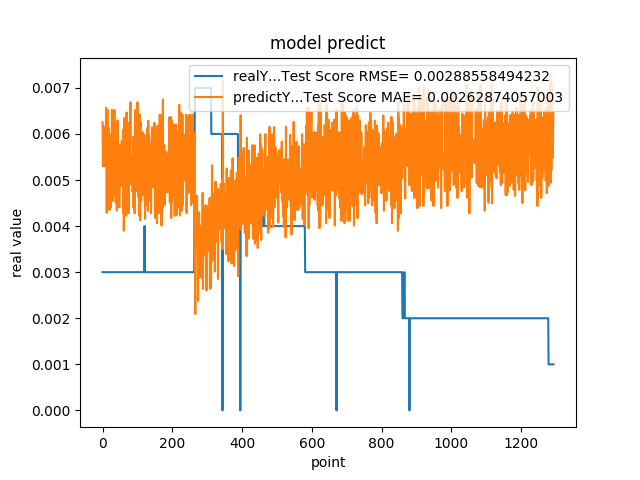 model predict
realY...Test Score RMSE= 0.00288558494232
predictY...Test Score MAE= 0.00262874057003
real value
0.007
0.006
0.005
0.004
0.003
0.002
0.001
0.000
0 200 400 600 800 1000 1200
point